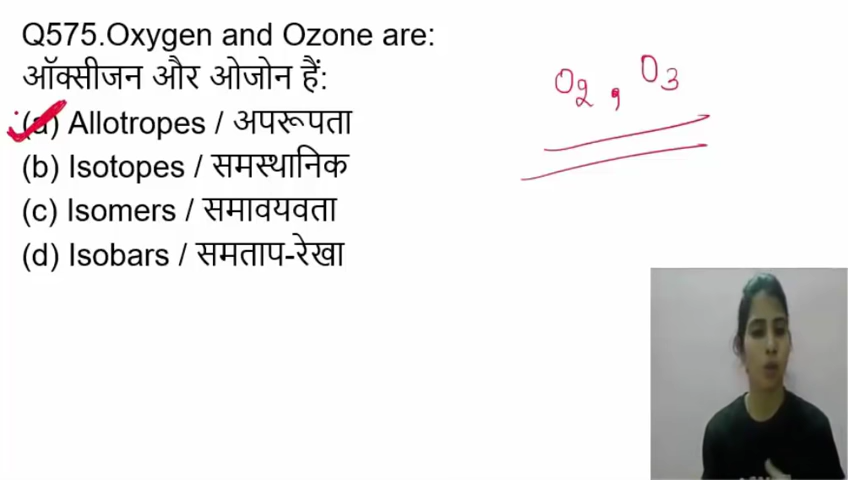 Q575.Oxygen and Ozone are:
ऑक्सीजन और ओजोन हैं:
(a) Allotropes / अपरूपता
(b) Isotopes / समस्थानिक
(c) Isomers / समावयवता
(d) Isobars / समताप-रेखा
O2 , O3